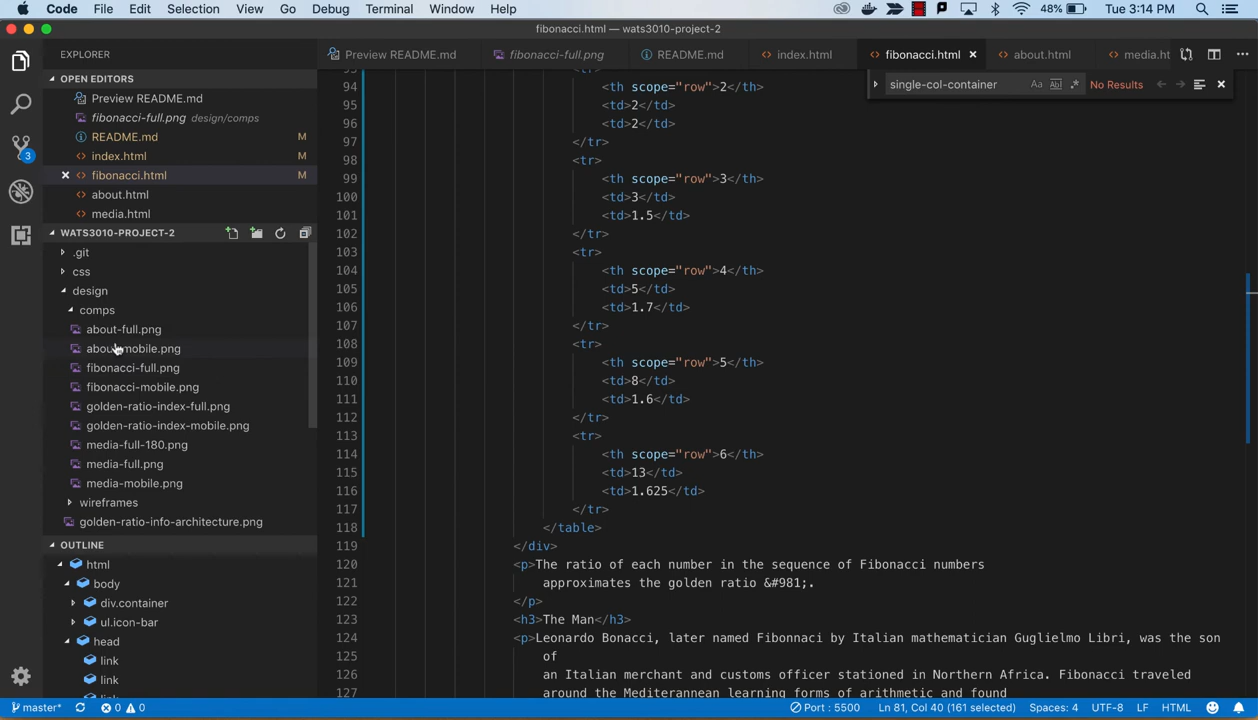 Code File Edit Selection View Go Debug Terminal Window Help 48% Tue 3:14 PM
fibonacci.html — wats3010-project-2
EXPLORER
OPEN EDITORS
Preview README.md
fibonacci-full.png design/comps
README.md M
index.html M
fibonacci.html M
about.html
media.html
3
WATS3010-PROJECT-2
.git
css
design
comps
about-full.png
about-mobile.png
fibonacci-full.png
fibonacci-mobile.png
golden-ratio-index-full.png
golden-ratio-index-mobile.png
media-full-180.png
media-full.png
media-mobile.png
wireframes
golden-ratio-info-architecture.png
OUTLINE
html
body
div.container
ul.icon-bar
head
link
link
Preview README.md fibonacci-full.png README.md index.html fibonacci.html about.html media.ht
single-col-container Aa Abl .* No Results
93 <tr>
94 <th scope="row">2</th>
95 <td>2</td>
96 <td>2</td>
97 </tr>
98 <tr>
99 <th scope="row">3</th>
100 <td>3</td>
101 <td>1.5</td>
102 </tr>
103 <tr>
104 <th scope="row">4</th>
105 <td>5</td>
106 <td>1.7</td>
107 </tr>
108 <tr>
109 <th scope="row">5</th>
110 <td>8</td>
111 <td>1.6</td>
112 </tr>
113 <tr>
114 <th scope="row">6</th>
115 <td>13</td>
116 <td>1.625</td>
117 </tr>
118 </table>
119 </div>
120 <p>The ratio of each number in the sequence of Fibonacci numbers
121 approximates the golden ratio &#981;.
122 </p>
123 <h3>The Man</h3>
124 <p>Leonardo Bonacci, later named Fibonnaci by Italian mathematician Guglielmo Libri, was the son
125 of
126 an Italian merchant and customs officer stationed in Northern Africa. Fibonacci traveled
127 around the Mediterannean learning forms of arithmetic and found
master* 0 0 Port : 5500 Ln 81, Col 40 (161 selected) Spaces: 4 UTF-8 LF HTML